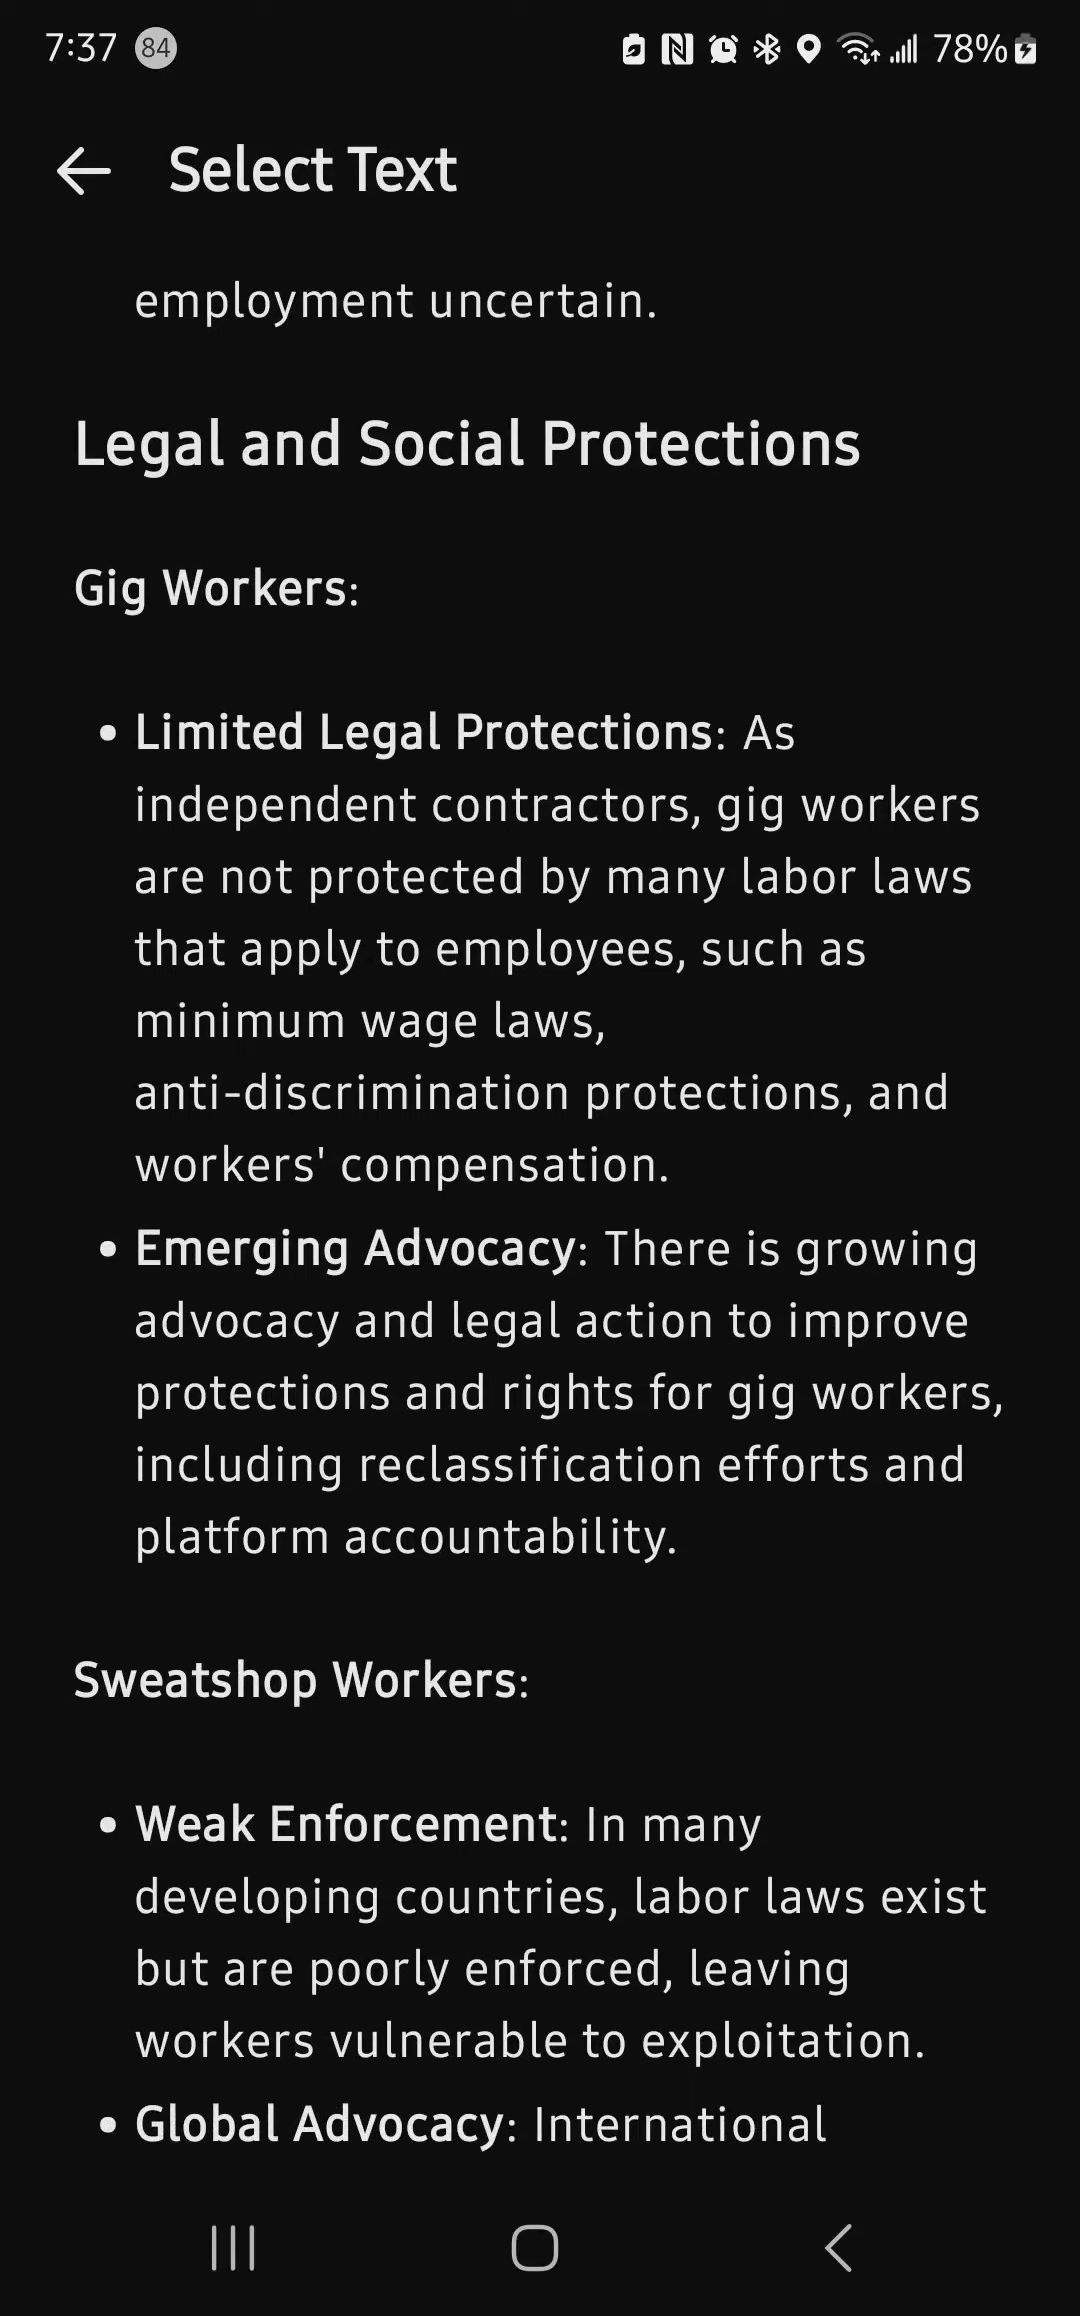 7:37 84 78%
Select Text
employment uncertain.
Legal and Social Protections
Gig Workers:
• Limited Legal Protections: As
independent contractors, gig workers
are not protected by many labor laws
that apply to employees, such as
minimum wage laws,
anti-discrimination protections, and
workers' compensation.
• Emerging Advocacy: There is growing
advocacy and legal action to improve
protections and rights for gig workers,
including reclassification efforts and
platform accountability.
Sweatshop Workers:
• Weak Enforcement: In many
developing countries, labor laws exist
but are poorly enforced, leaving
workers vulnerable to exploitation.
• Global Advocacy: International